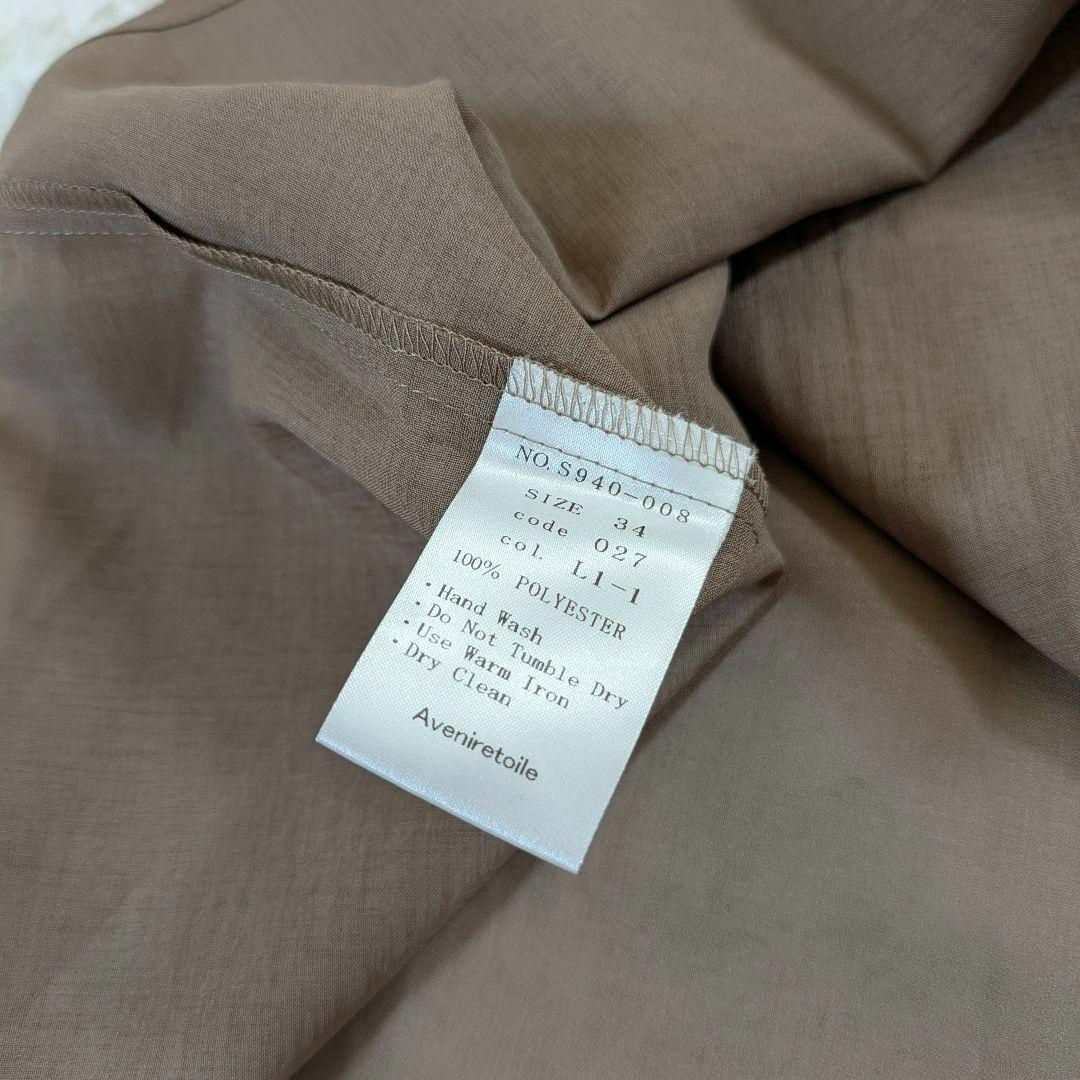 NO. S940-008
SIZE 34
code 027
col. L1-1
100% POLYESTER
・Hand Wash
・Do Not Tumble Dry
・Use Warm Iron
・Dry Clean
Aveniretoile